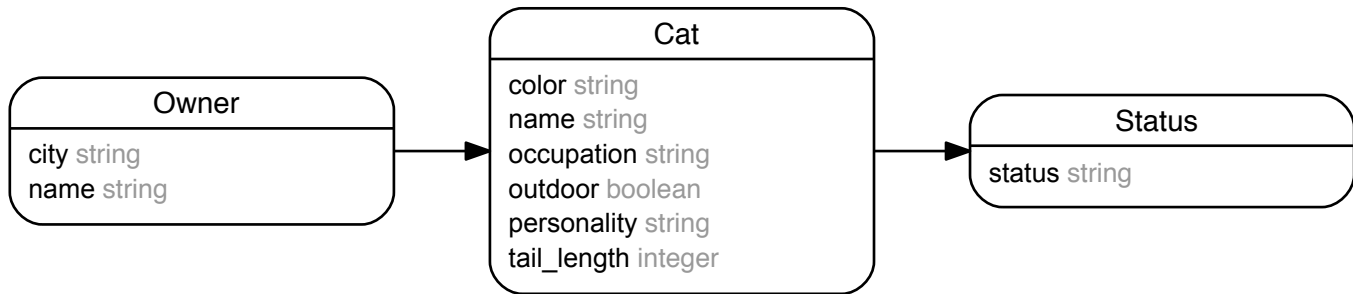 Owner
city string
name string
Cat
color string
name string
occupation string
outdoor boolean
personality string
tail_length integer
Status
status string